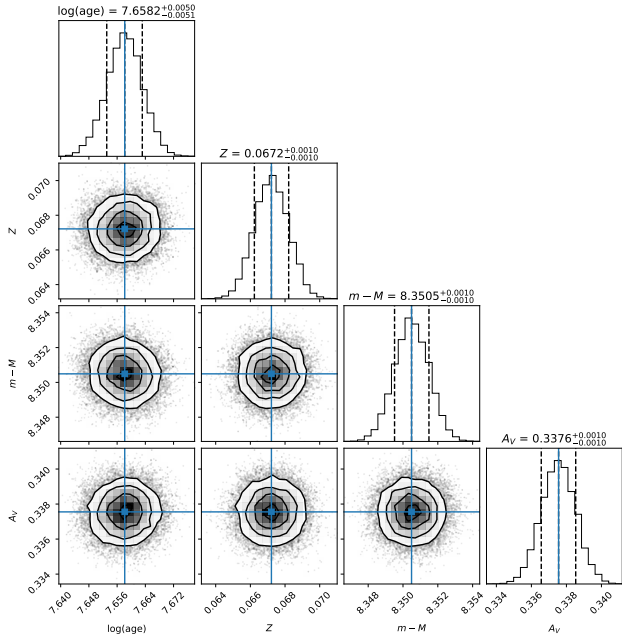 log(age) = 7.6582+0.0050−0.0051
Z = 0.0672+0.0010−0.0010
0.070
0.068
0.066
0.064
Z
m − M = 8.3505+0.0010−0.0010
8.354
8.352
8.350
8.348
m − M
A_V = 0.3376+0.0010−0.0010
0.340
0.338
0.336
0.334
A_V
7.640 7.648 7.656 7.664 7.672
0.064 0.066 0.068 0.070
8.348 8.350 8.352 8.354
0.334 0.336 0.338 0.340
log(age) Z m − M A_V